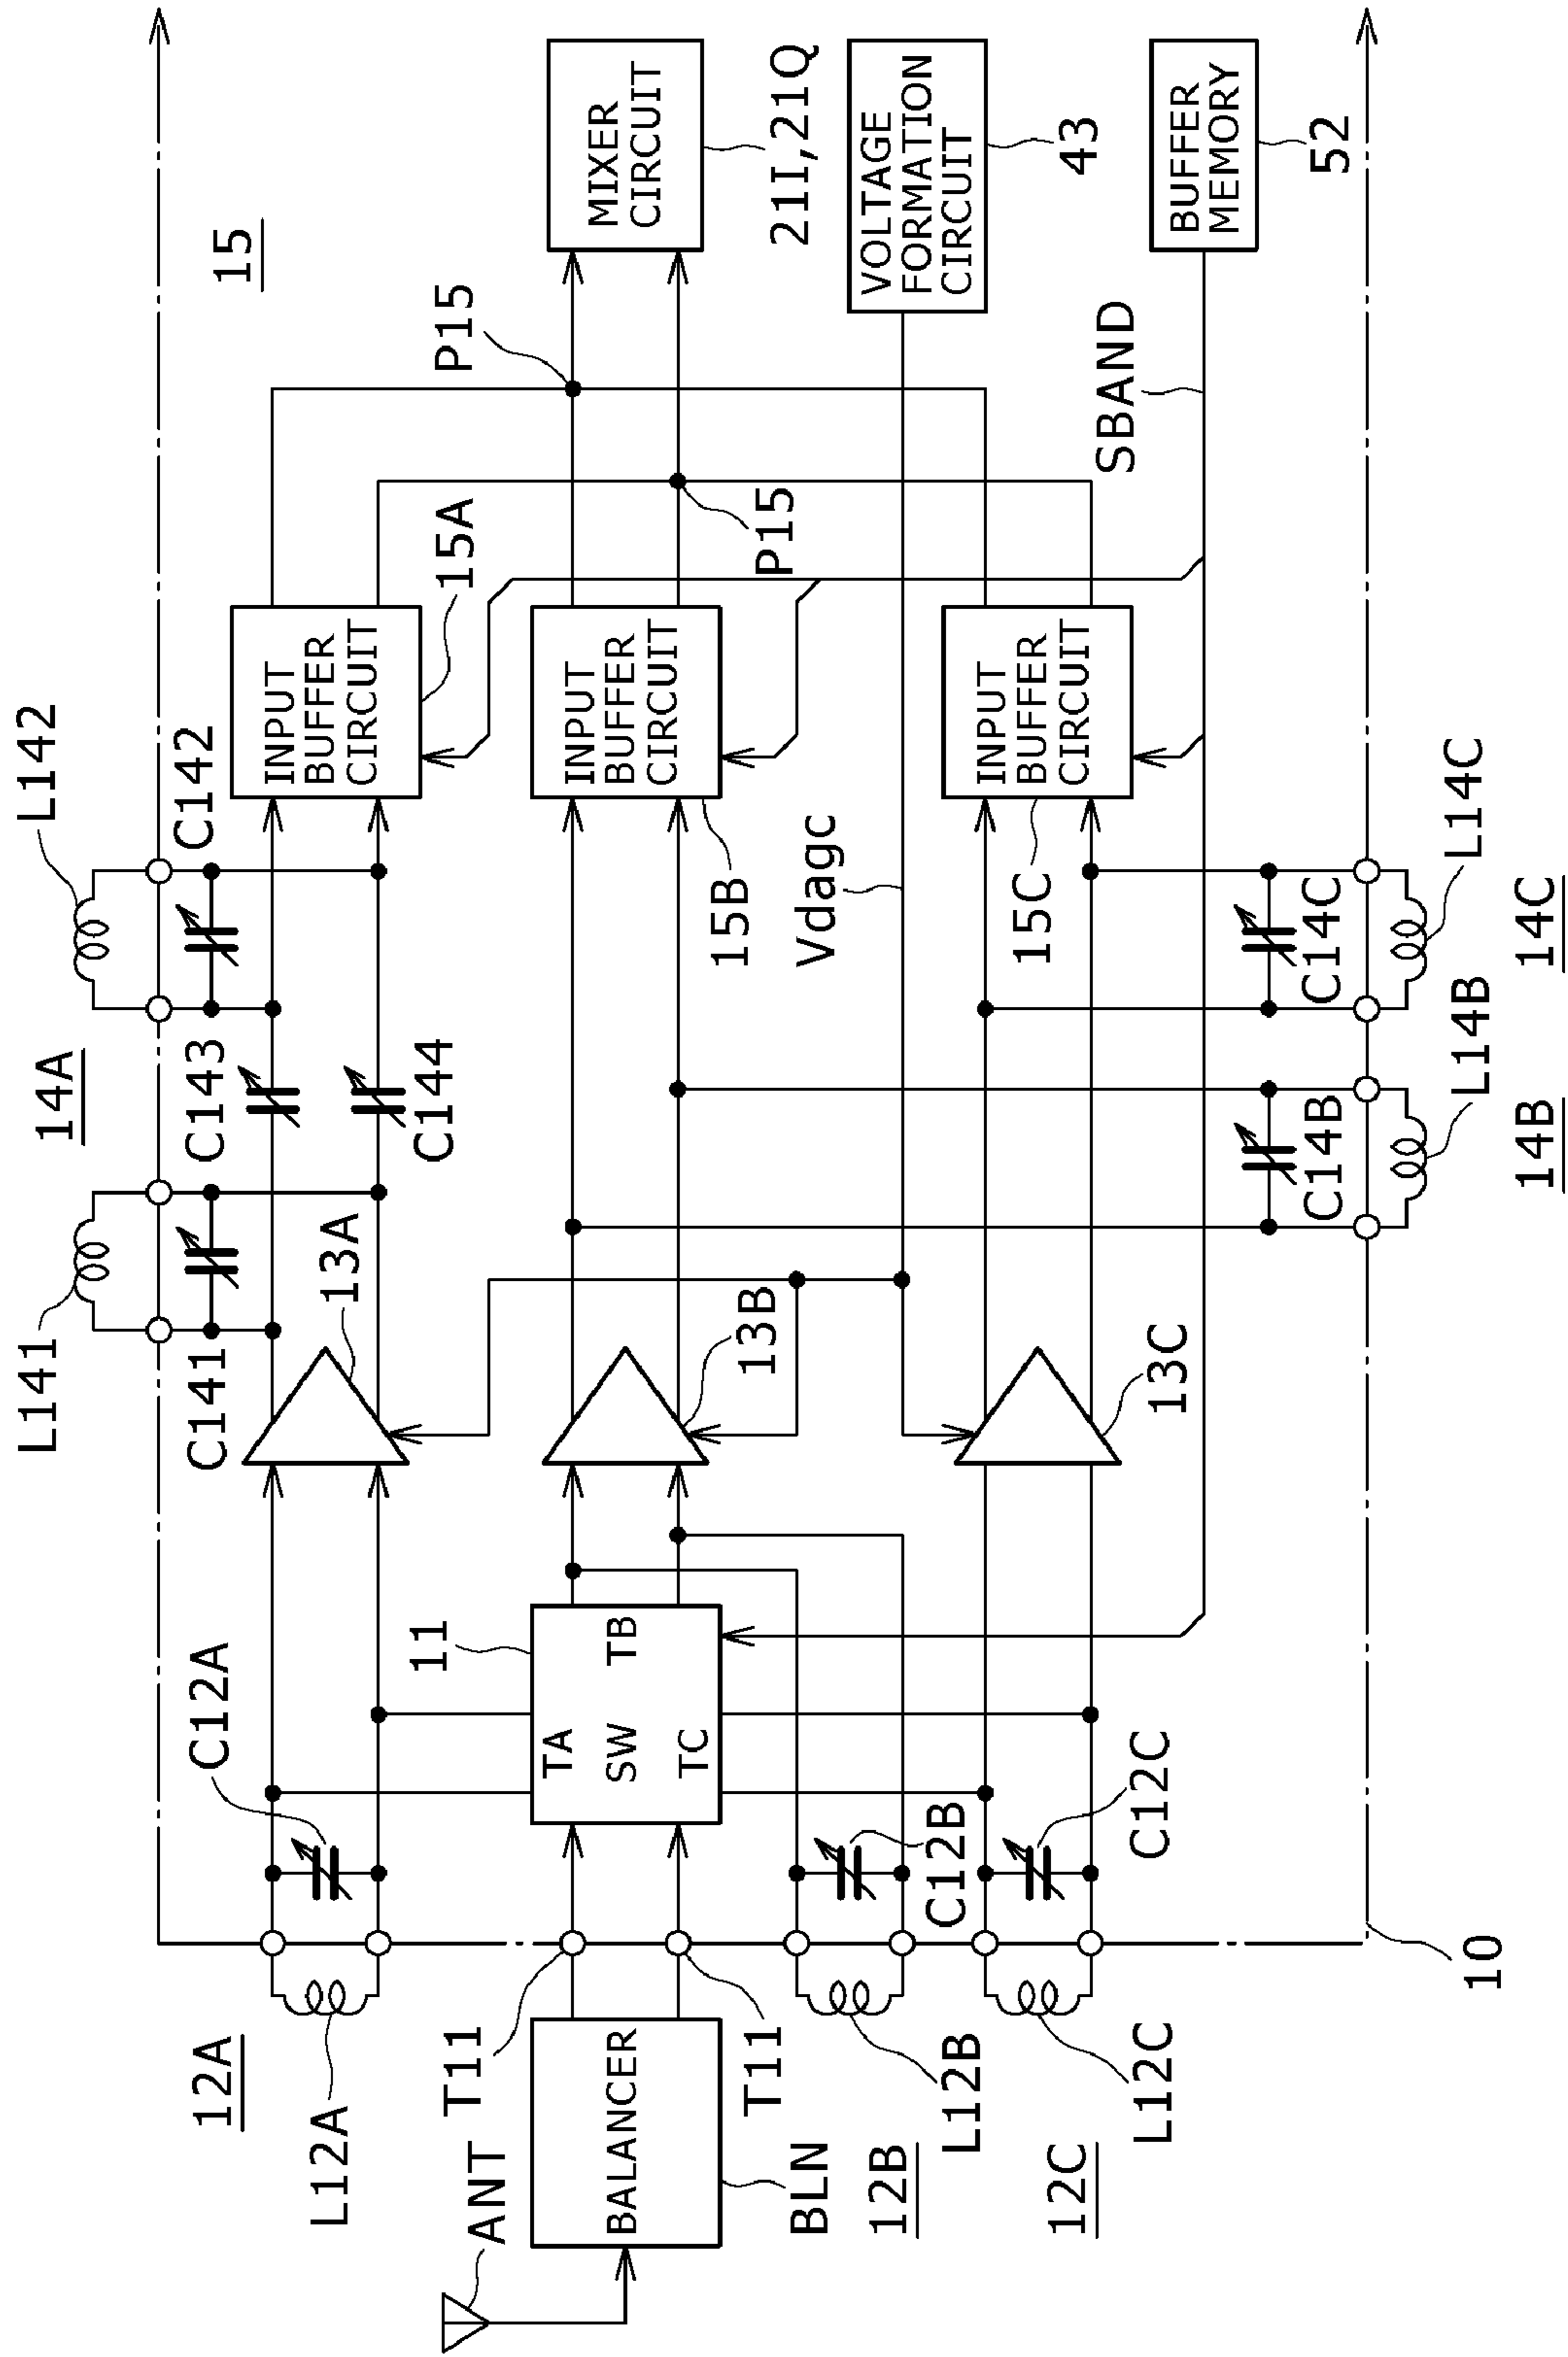 L141
L142
14A
C141
C143
C142
15
12A
C12A
L12A
13A
C144
INPUT
BUFFER
CIRCUIT
15A
P15
ANT
T11
11
BALANCER
BLN
T11
TA
TB
SW
TC
13B
INPUT
BUFFER
CIRCUIT
15B
P15
MIXER
CIRCUIT
21I,21Q
Vdagc
VOLTAGE
FORMATION
CIRCUIT
43
12B
L12B
C12B
12C
L12C
C12C
13C
INPUT
BUFFER
CIRCUIT
15C
SBAND
BUFFER
MEMORY
52
C14B
C14C
10
L14B
L14C
14B
14C